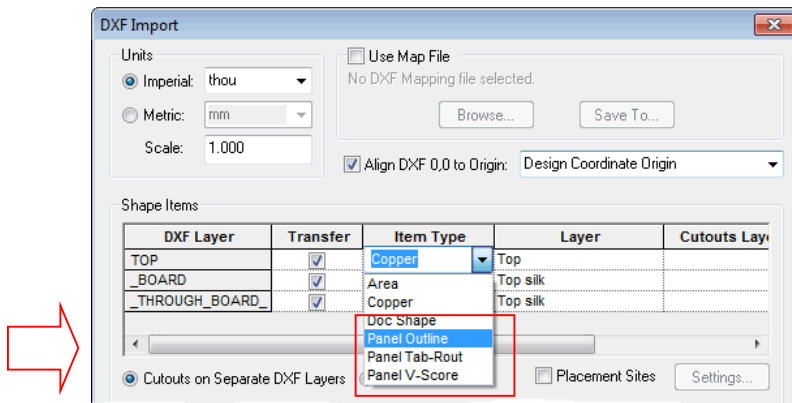 DXF Import
Units
Imperial: thou
Metric: mm
Scale: 1.000
Use Map File
No DXF Mapping file selected.
Browse... Save To...
Align DXF 0,0 to Origin: Design Coordinate Origin
Shape Items
DXF Layer Transfer Item Type Layer Cutouts Laye
TOP Copper Top
_BOARD Area Top silk
_THROUGH_BOARD_ Copper Top silk
Doc Shape
Panel Outline
Panel Tab-Rout
Panel V-Score
Cutouts on Separate DXF Layers Placement Sites Settings...